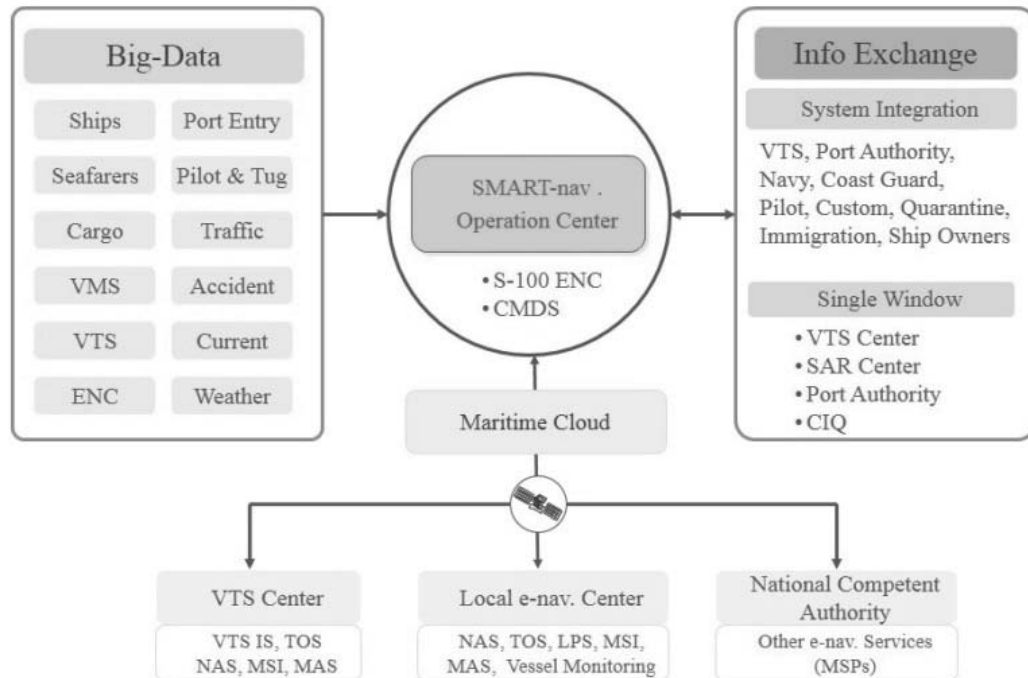 Big-Data
Ships
Port Entry
Seafarers
Pilot & Tug
Cargo
Traffic
VMS
Accident
VTS
Current
ENC
Weather
SMART-nav .
Operation Center
• S-100 ENC
• CMDS
Info Exchange
System Integration
VTS, Port Authority,
Navy, Coast Guard,
Pilot, Custom, Quarantine,
Immigration, Ship Owners
Single Window
• VTS Center
• SAR Center
• Port Authority
• CIQ
Maritime Cloud
VTS Center
VTS IS, TOS
NAS, MSI, MAS
Local e-nav. Center
NAS, TOS, LPS, MSI,
MAS, Vessel Monitoring
National Competent
Authority
Other e-nav. Services
(MSPs)